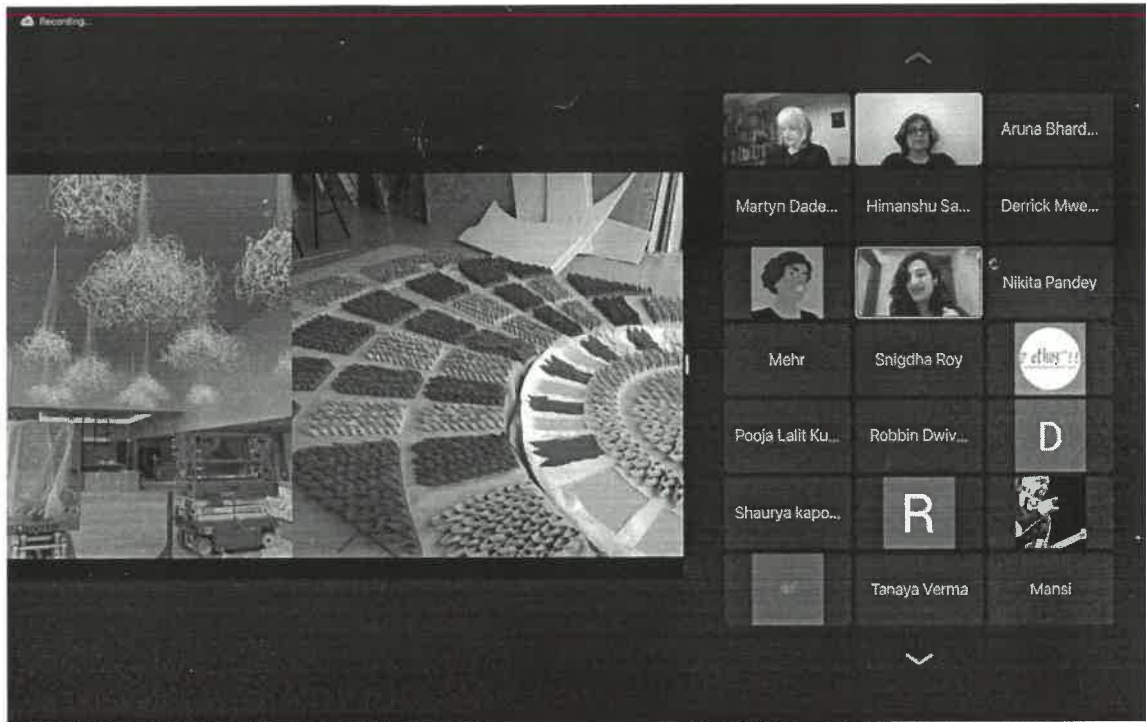 Recording...
Aruna Bhard...
Martyn Dade...
Himanshu Sa...
Derrick Mwe...
Nikita Pandey
Mehr
Snigdha Roy
Pooja Lalit Ku...
Robbin Dwiv...
D
Shaurya kapo...
R
Tanaya Verma
Mansi